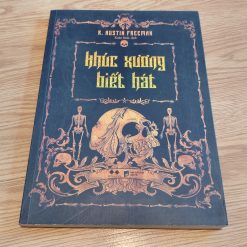 R. AUSTIN FREEMAN
khúc xương
biết hát